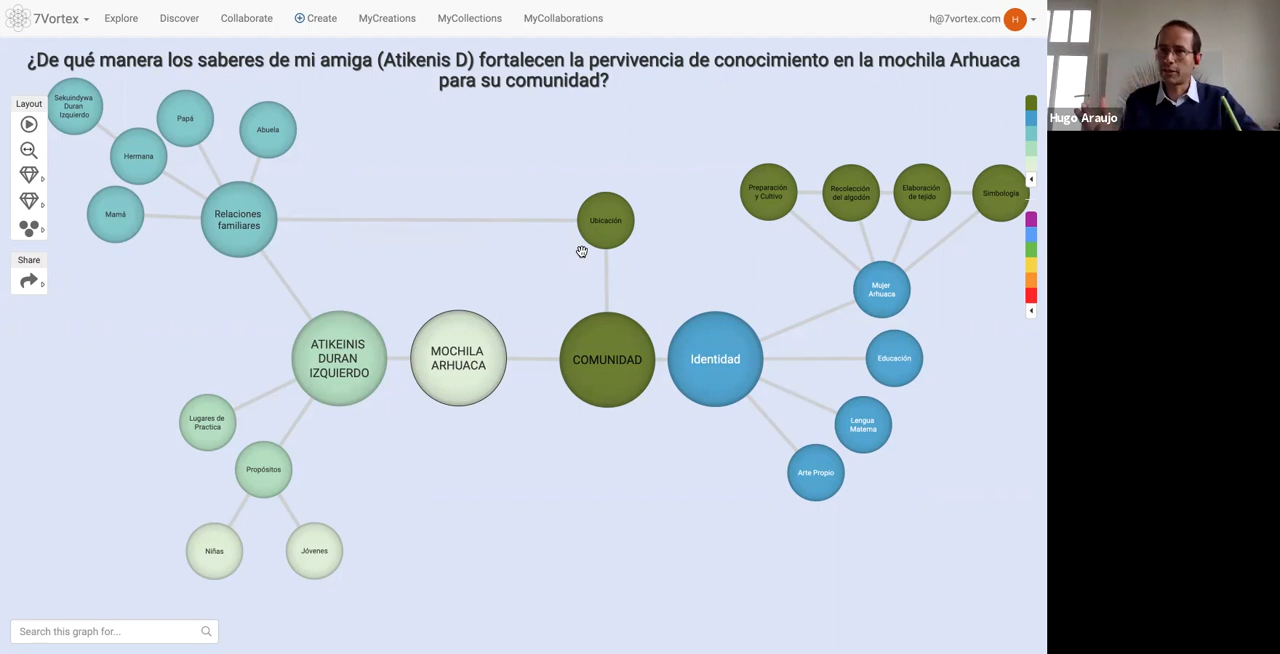 7Vortex
Explore
Discover
Collaborate
Create
MyCreations
MyCollections
MyCollaborations
h@7vortex.com
H
¿De qué manera los saberes de mi amiga (Atikenis D) fortalecen la pervivencia de conocimiento en la mochila Arhuaca
para su comunidad?
Hugo Araujo
Layout
Share
Sekuindywa
Duran
Izquierdo
Papá
Abuela
Hermana
Mamá
Relaciones
familiares
Ubicación
Preparación
y Cultivo
Recolección
del algodón
Elaboración
de tejido
Simbología
Mujer
Arhuaca
ATIKEINIS
DURAN
IZQUIERDO
MOCHILA
ARHUACA
COMUNIDAD
Identidad
Educación
Lengua
Materna
Arte Propio
Lugares de
Practica
Propósitos
Niñas
Jóvenes
Search this graph for...